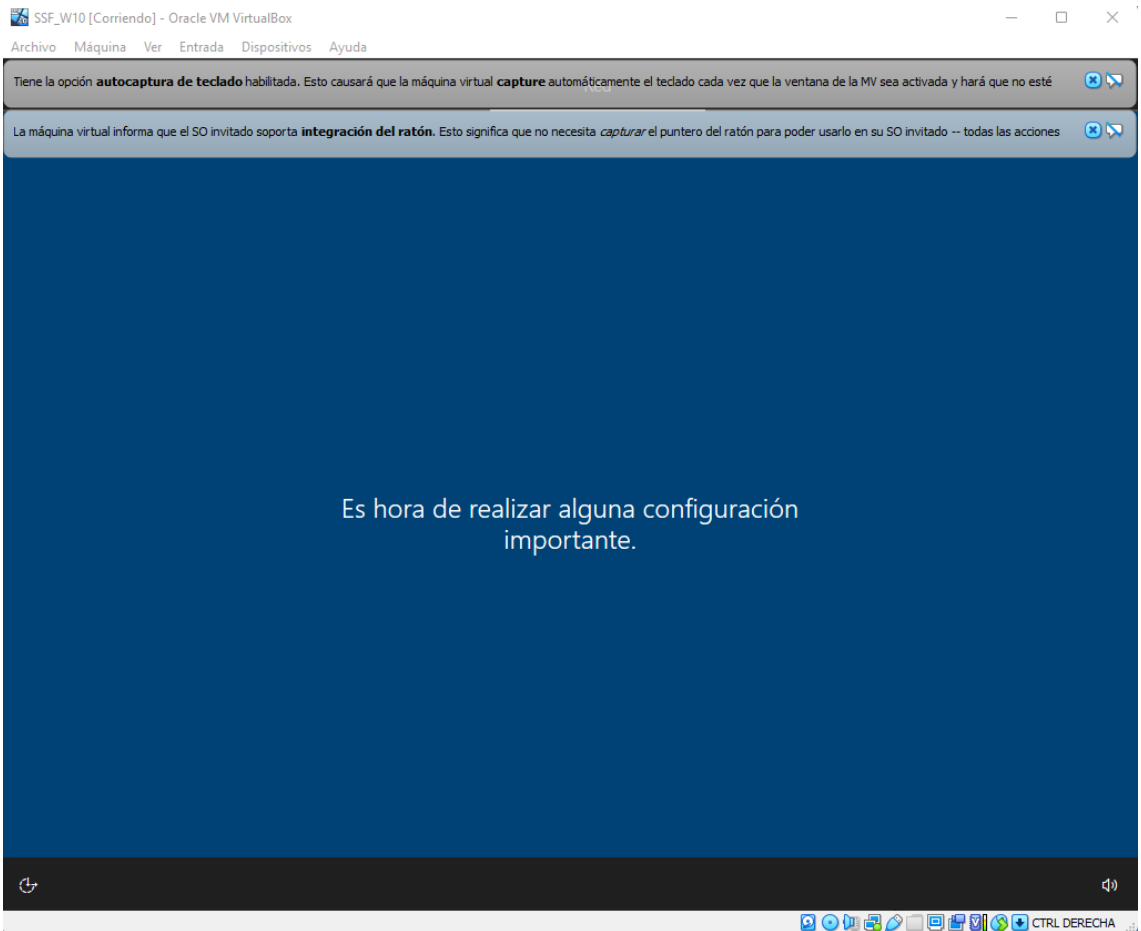 SSF_W10 [Corriendo] - Oracle VM VirtualBox
Archivo Máquina Ver Entrada Dispositivos Ayuda
Tiene la opción autocaptura de teclado habilitada. Esto causará que la máquina virtual capture automáticamente el teclado cada vez que la ventana de la MV sea activada y hará que no esté
Red
La máquina virtual informa que el SO invitado soporta integración del ratón. Esto significa que no necesita capturar el puntero del ratón para poder usarlo en su SO invitado -- todas las acciones
Es hora de realizar alguna configuración
importante.
CTRL DERECHA